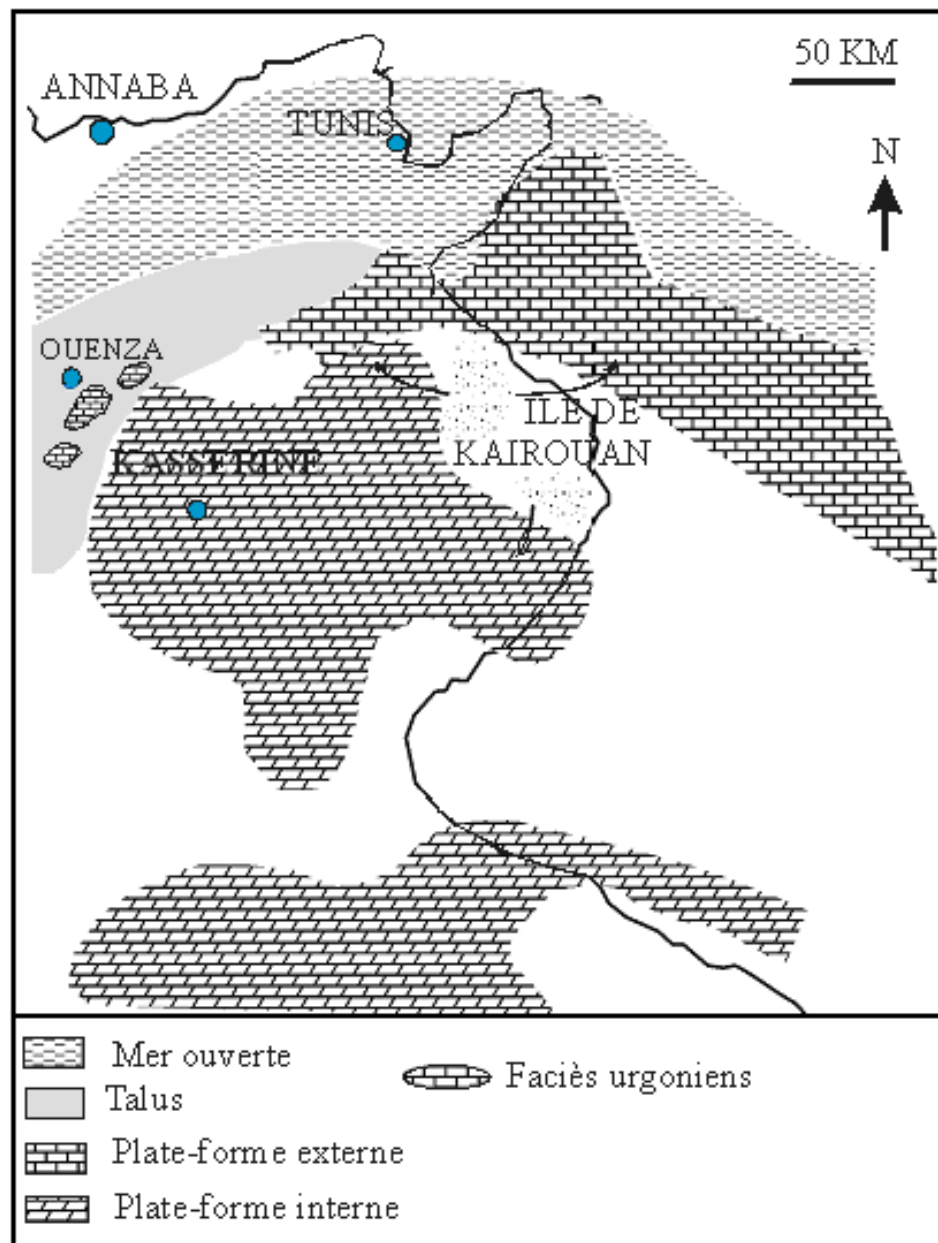 50 KM
ANNABA
TUNIS
N
OUENZA
ILE DE
KAIROUAN
KASSERINE
Mer ouverte
Faciès urgoniens
Talus
Plate-forme externe
Plate-forme interne